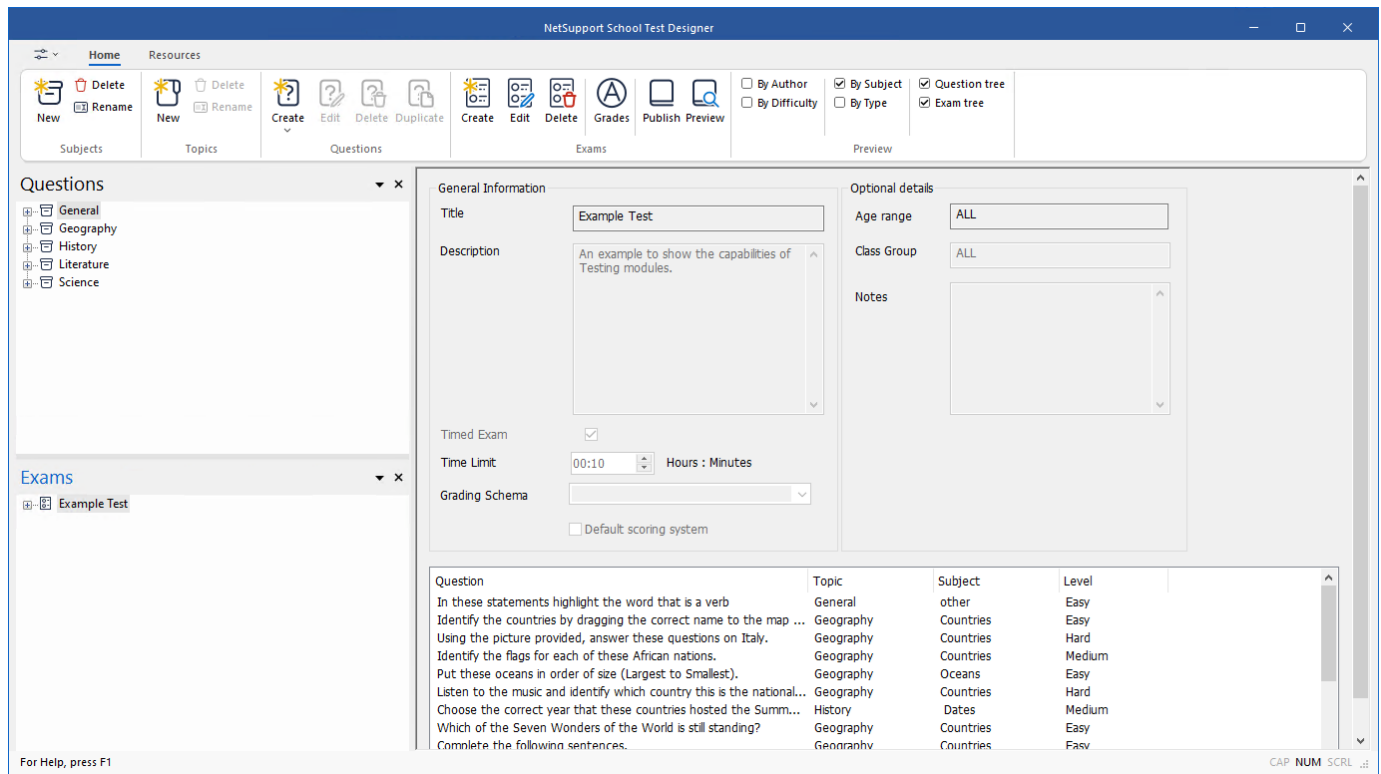 NetSupport School Test Designer
Home Resources
Delete Delete By Author By Subject Question tree
Rename Rename By Difficulty By Type Exam tree
New New Create Edit Delete Duplicate Create Edit Delete Grades Publish Preview
Subjects Topics Questions Exams Preview
Questions
General
Geography
History
Literature
Science
Exams
Example Test
General Information
Title Example Test
Description An example to show the capabilities of
Testing modules.
Timed Exam
Time Limit 00:10 Hours : Minutes
Grading Schema
Default scoring system
Optional details
Age range ALL
Class Group ALL
Notes
Question Topic Subject Level
In these statements highlight the word that is a verb General other Easy
Identify the countries by dragging the correct name to the map ... Geography Countries Easy
Using the picture provided, answer these questions on Italy. Geography Countries Hard
Identify the flags for each of these African nations. Geography Countries Medium
Put these oceans in order of size (Largest to Smallest). Geography Oceans Easy
Listen to the music and identify which country this is the national... Geography Countries Hard
Choose the correct year that these countries hosted the Summ... History Dates Medium
Which of the Seven Wonders of the World is still standing? Geography Countries Easy
Complete the following sentences. Geography Countries Easy
For Help, press F1 CAP NUM SCRL